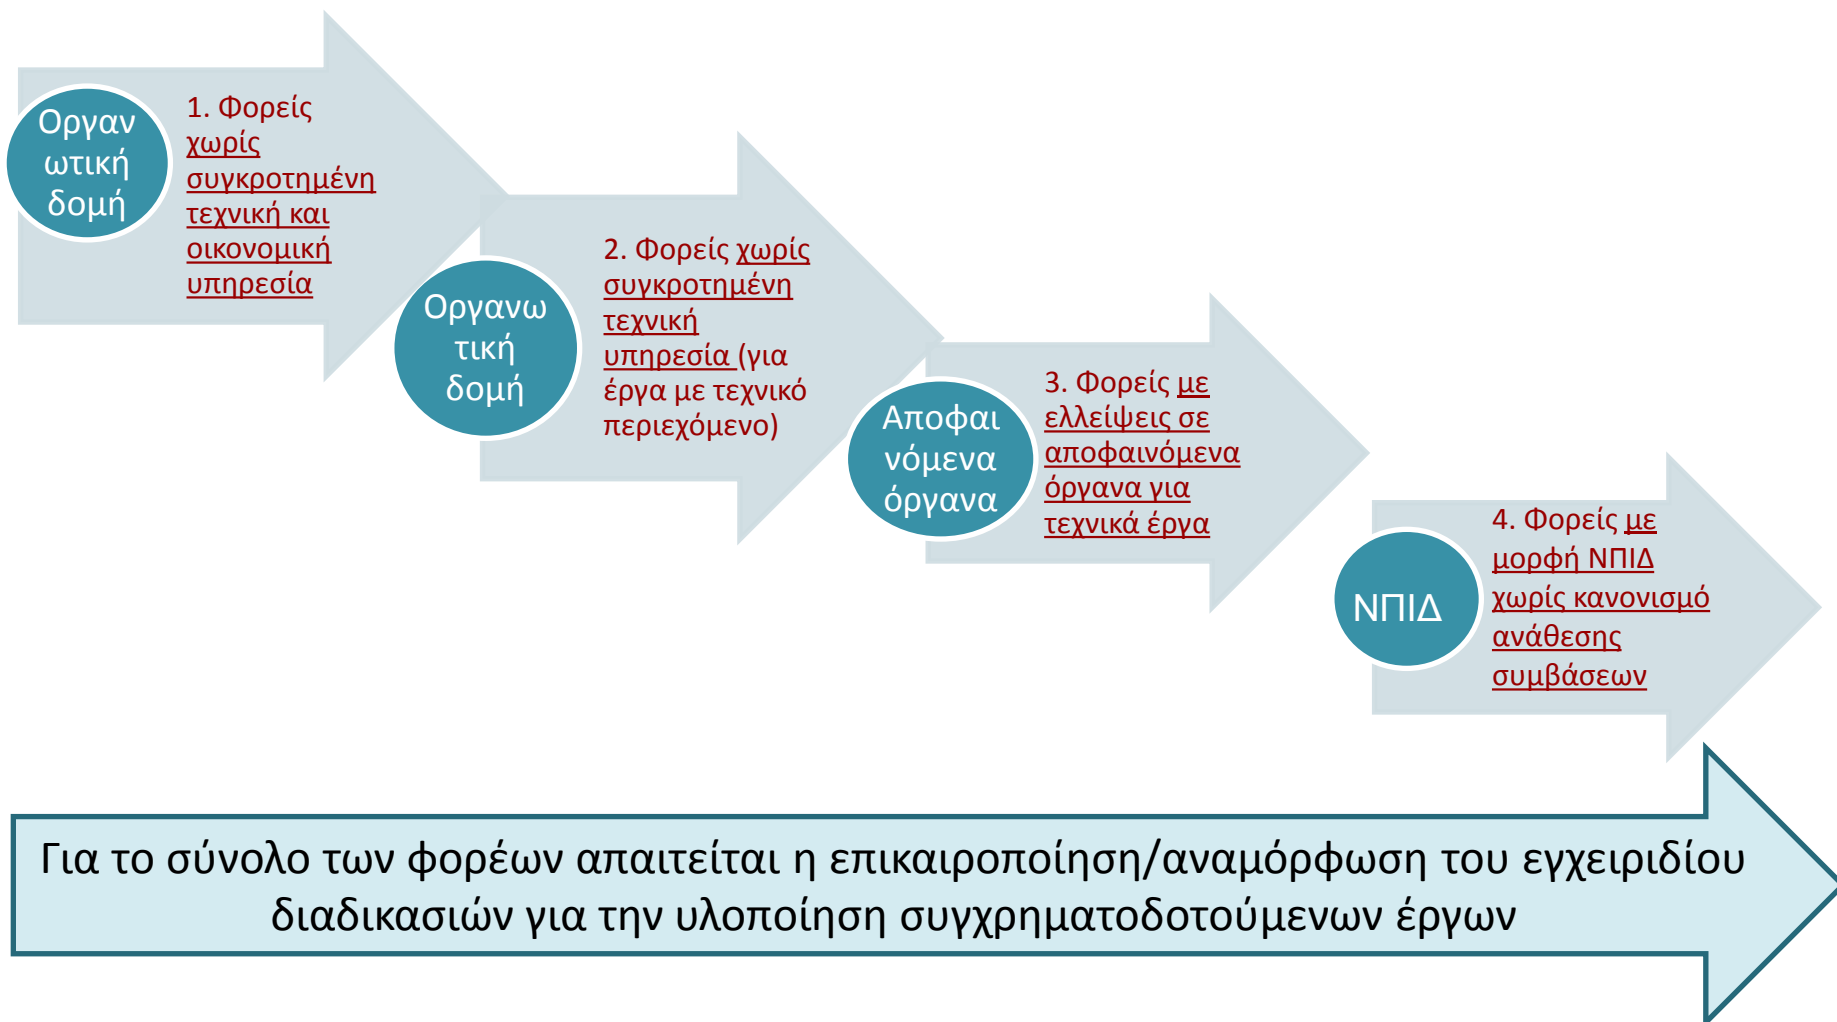 Οργαν
ωτική
δομή
1. Φορείς
χωρίς
συγκροτημένη
τεχνική και
οικονομική
υπηρεσία
Οργανω
τική
δομή
2. Φορείς χωρίς
συγκροτημένη
τεχνική
υπηρεσία (για
έργα με τεχνικό
περιεχόμενο)
Αποφαι
νόμενα
όργανα
3. Φορείς με
ελλείψεις σε
αποφαινόμενα
όργανα για
τεχνικά έργα
ΝΠΙΔ
4. Φορείς με
μορφή ΝΠΙΔ
χωρίς κανονισμό
ανάθεσης
συμβάσεων
Για το σύνολο των φορέων απαιτείται η επικαιροποίηση/αναμόρφωση του εγχειριδίου
διαδικασιών για την υλοποίηση συγχρηματοδοτούμενων έργων